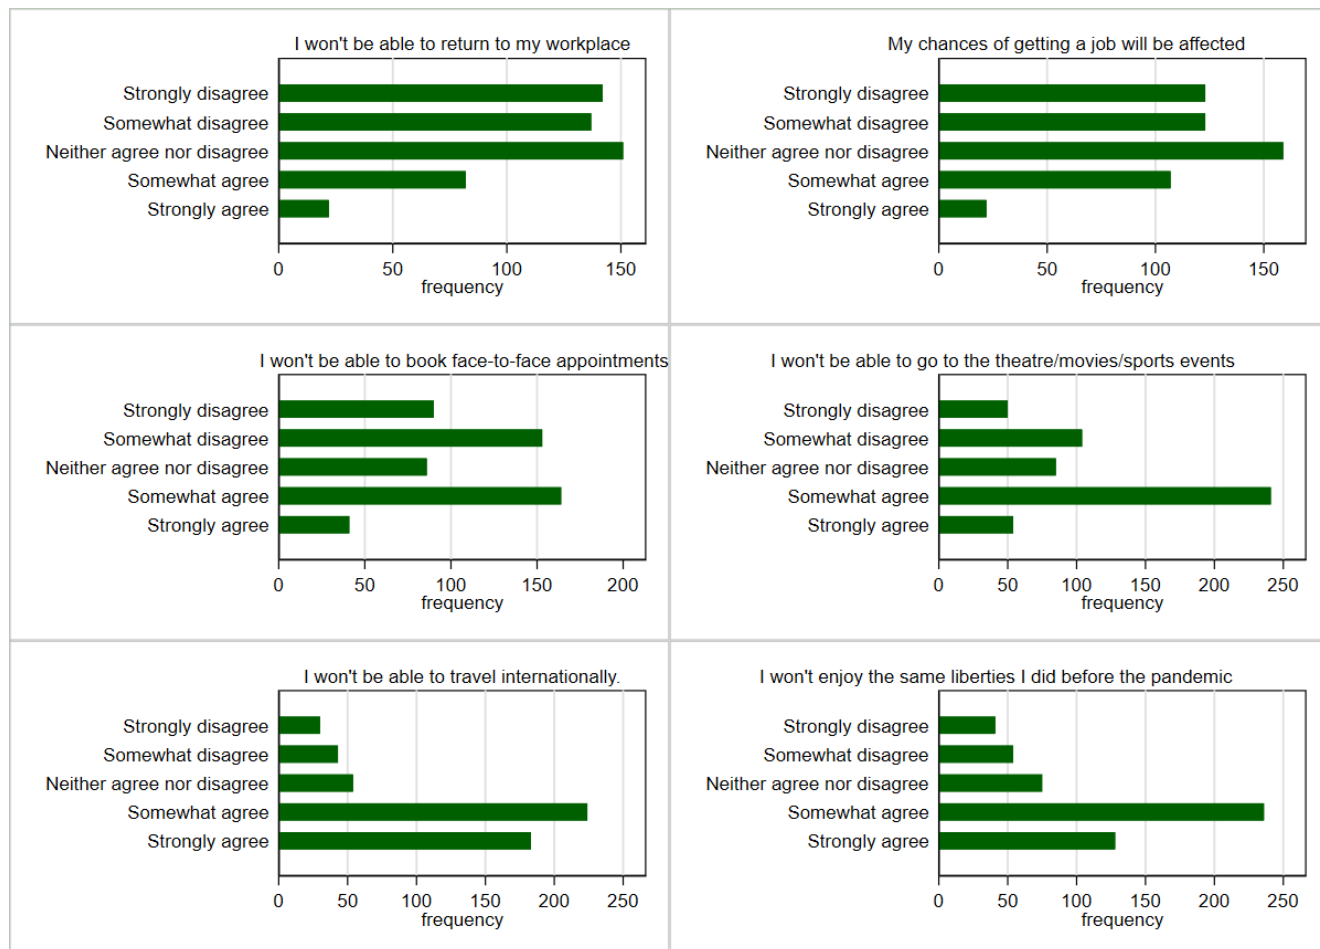 I won't be able to return to my workplace
Strongly disagree
Somewhat disagree
Neither agree nor disagree
Somewhat agree
Strongly agree
0 50 100 150
frequency
My chances of getting a job will be affected
Strongly disagree
Somewhat disagree
Neither agree nor disagree
Somewhat agree
Strongly agree
0 50 100 150
frequency
I won't be able to book face-to-face appointments
Strongly disagree
Somewhat disagree
Neither agree nor disagree
Somewhat agree
Strongly agree
0 50 100 150 200
frequency
I won't be able to go to the theatre/movies/sports events
Strongly disagree
Somewhat disagree
Neither agree nor disagree
Somewhat agree
Strongly agree
0 50 100 150 200 250
frequency
I won't be able to travel internationally.
Strongly disagree
Somewhat disagree
Neither agree nor disagree
Somewhat agree
Strongly agree
0 50 100 150 200 250
frequency
I won't enjoy the same liberties I did before the pandemic
Strongly disagree
Somewhat disagree
Neither agree nor disagree
Somewhat agree
Strongly agree
0 50 100 150 200 250
frequency